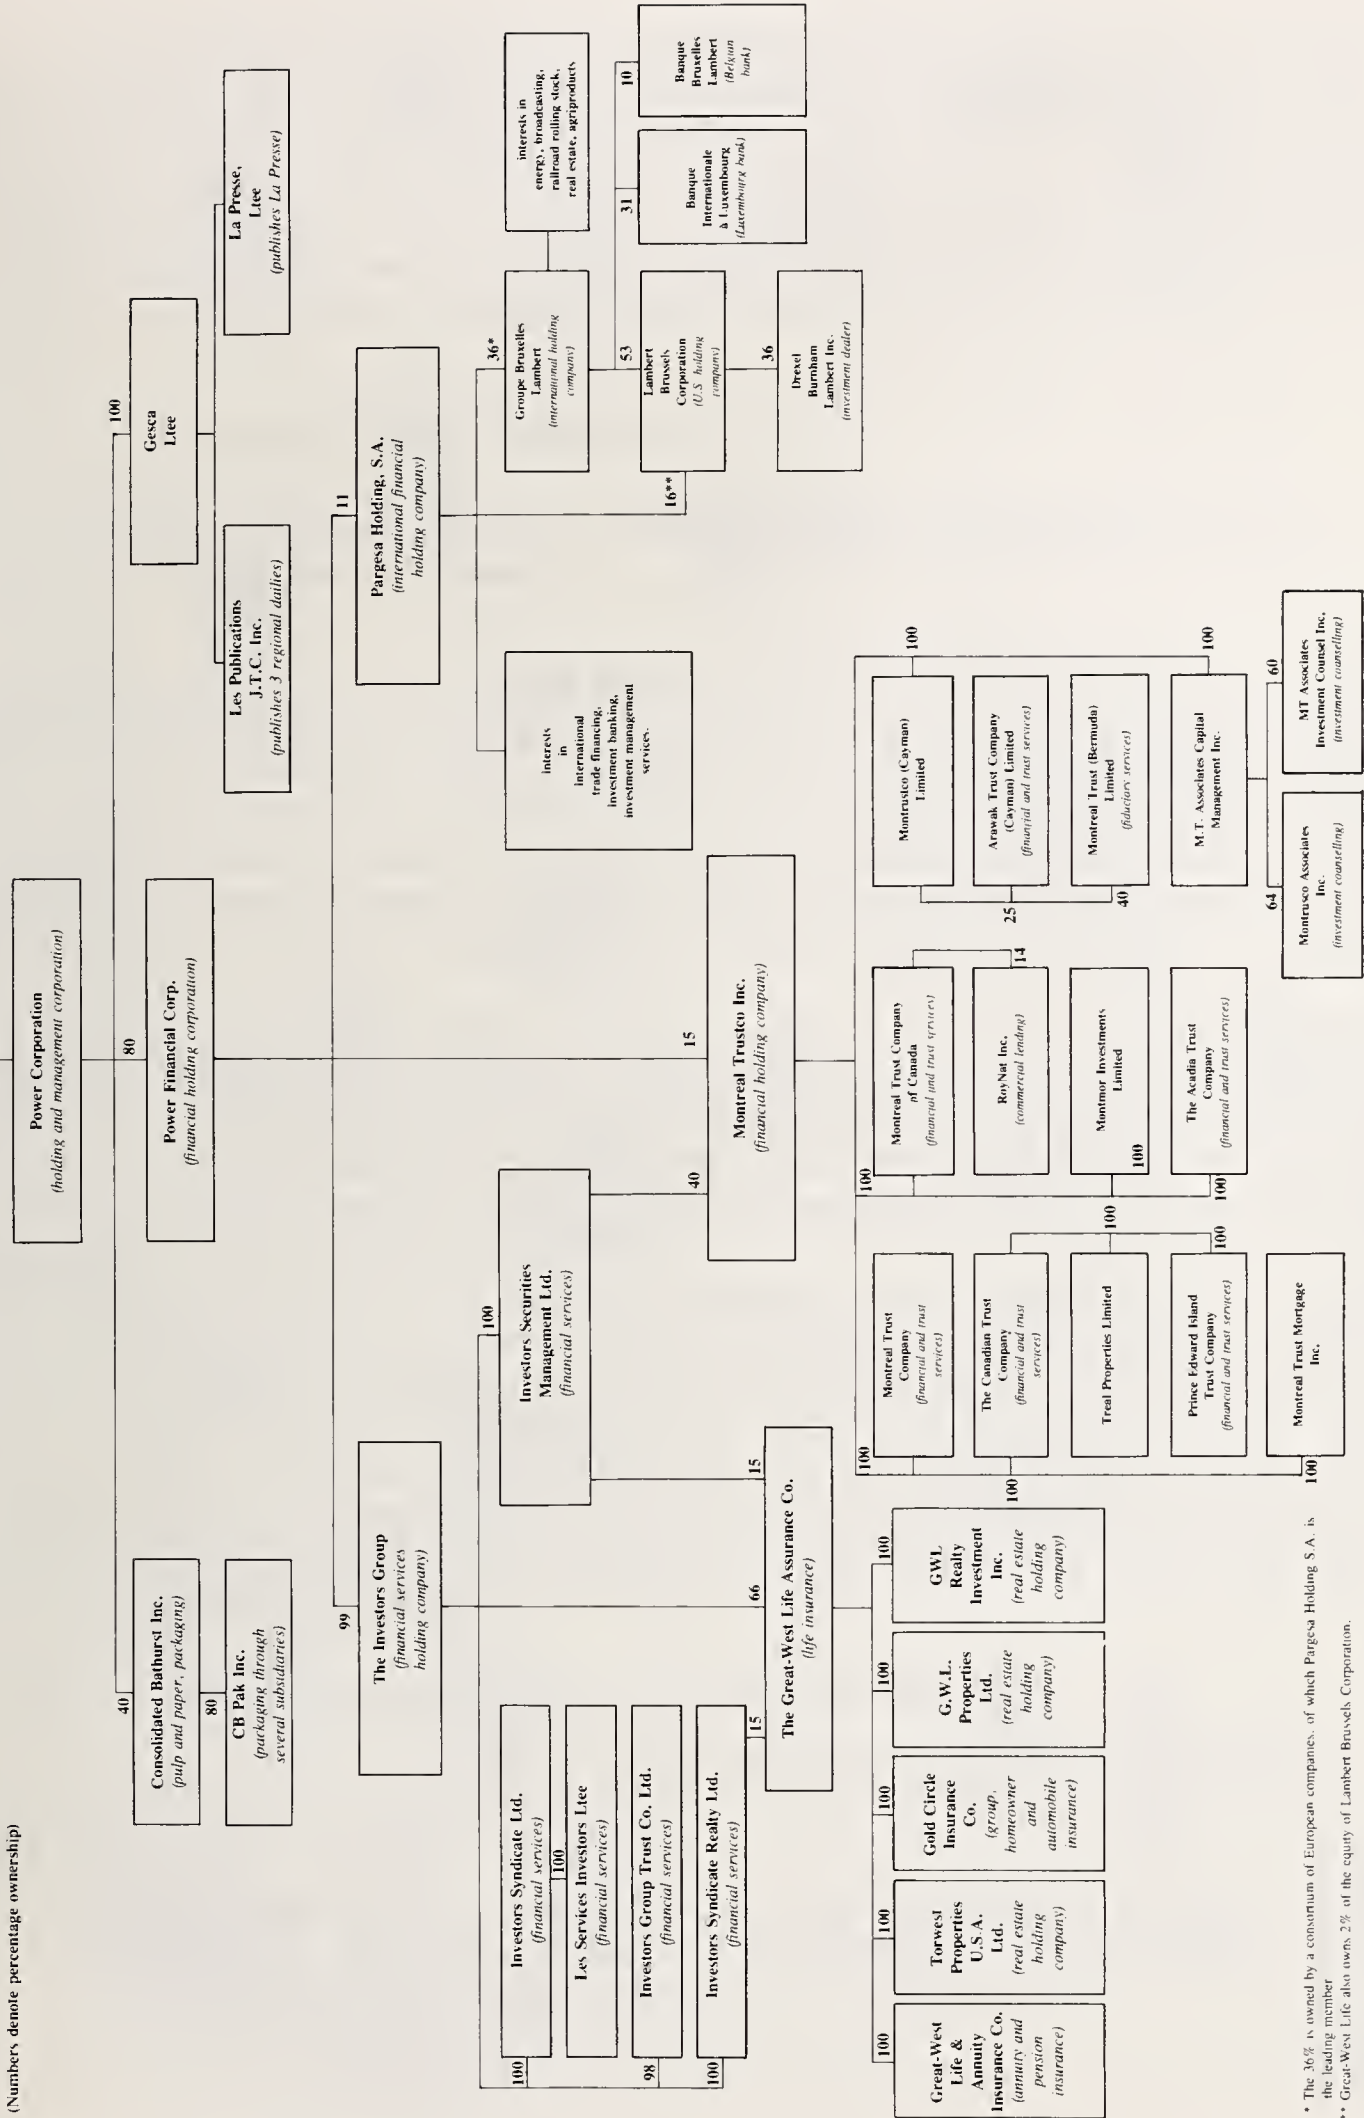 (Numbers denote percentage ownership)
Power Corporation
(holding and management corporation)
40
80
100
Consolidated Bathurst Inc.
(pulp and paper, packaging)
80
CB Pak Inc.
(packaging through
several subsidiaries)
Power Financial Corp.
(financial holding corporation)
Gesca
Ltee
Les Publications
J.T.C. Inc.
(publishes 3 regional dailies)
La Presse,
Ltee
(publishes La Presse)
99
11
The Investors Group
(financial services
holding company)
Pargesa Holding, S.A.
(international financial
holding company)
100
Investors Syndicate Ltd.
(financial services)
100
100
Les Services Investors Ltee
(financial services)
Investors Group Trust Co. Ltd.
(financial services)
98
Investors Syndicate Realty Ltd.
(financial services)
100
15
Investors Securities
Management Ltd.
(financial services)
interests
in
international
trade financing,
investment banking,
investment management
services.
36*
Groupe Bruxelles
Lambert
(international holding
company)
interests in
energy, broadcasting,
railroad rolling stock,
real estate, agriproducts
53
31
10
16**
Lambert
Brussels
Corporation
(U.S holding
company)
Banque
Internationale
à Luxembourg
(Luxembourg bank)
Banque
Bruxelles
Lambert
(Belgian
bank)
36
Drexel
Burnham
Lambert Inc.
(investment dealer)
66
15
40
15
The Great-West Life Assurance Co.
(life insurance)
Montreal Trustco Inc.
(financial holding company)
100
100
100
100
100
Great-West
Life &
Annuity
Insurance Co.
(annuity and
pension
insurance)
Torwest
Properties
U.S.A.
Ltd.
(real estate
holding
company)
Gold Circle
Insurance
Co.
(group,
homeowner
and
automobile
insurance)
G.W.L.
Properties
Ltd.
(real estate
holding
company)
GWL
Realty
Investment
Inc.
(real estate
holding
company)
100
Montreal Trust
Company
(financial and trust
services)
100
The Canadian Trust
Company
(financial and trust
services)
100
Treal Properties Limited
Prince Edward Island
Trust Company
(financial and trust services)
100
Montreal Trust Mortgage
Inc.
100
100
Montreal Trust Company
of Canada
(financial and trust services)
14
RoyNat Inc.
(commercial lending)
Montmor Investments
Limited
100
The Acadia Trust
Company
(financial and trust services)
100
Montrustco (Cayman)
Limited
100
Arawak Trust Company
(Cayman) Limited
(financial and trust services)
25
Montreal Trust (Bermuda)
Limited
(fiduciary services)
40
M.T. Associates Capital
Management Inc.
100
64
60
Montrusco Associates
Inc.
(investment counselling)
MT Associates
Investment Counsel Inc.
(investment counselling)
* The 36% is owned by a consortium of European companies, of which Pargesa Holding S.A. is
the leading member
** Great-West Life also owns 2% of the equity of Lambert Brussels Corporation.